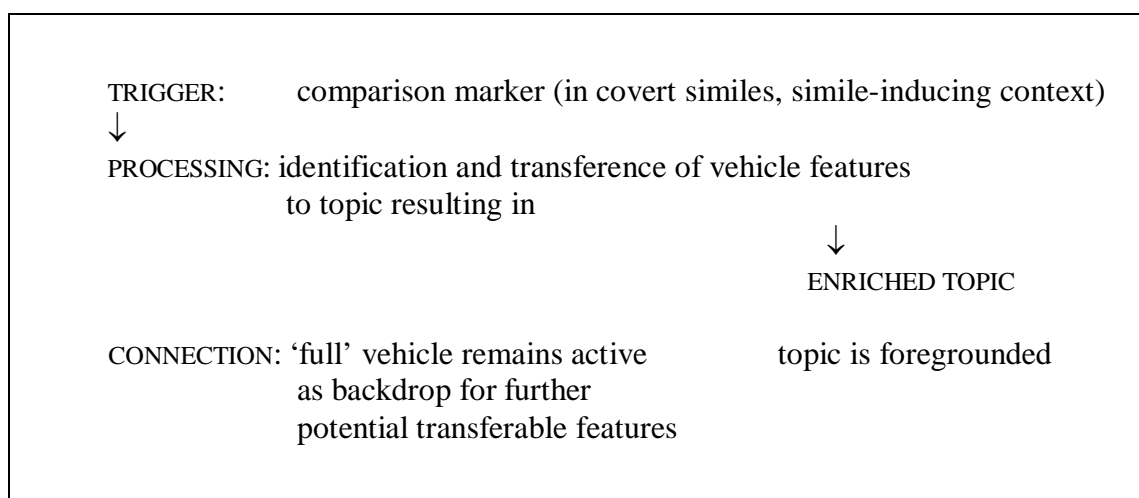 TRIGGER: comparison marker (in covert similes, simile-inducing context)
↓
PROCESSING: identification and transference of vehicle features
to topic resulting in
↓
ENRICHED TOPIC
CONNECTION: ‘full’ vehicle remains active topic is foregrounded
as backdrop for further
potential transferable features